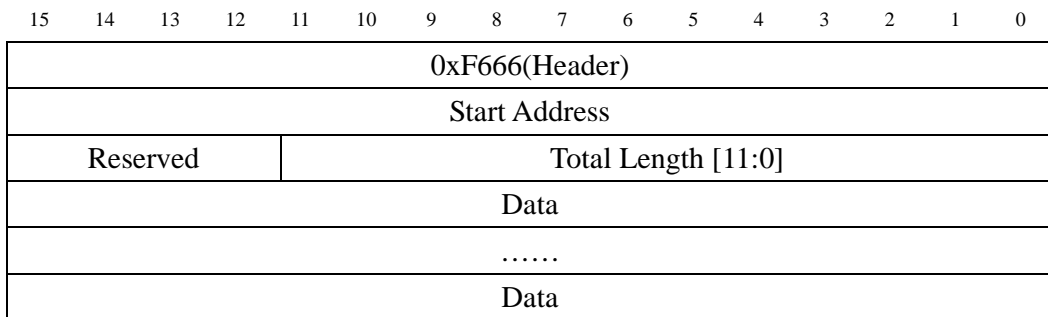 15 14 13 12 11 10 9 8 7 6 5 4 3 2 1 0
0xF666(Header)
Start Address
Reserved Total Length [11:0]
Data
……
Data